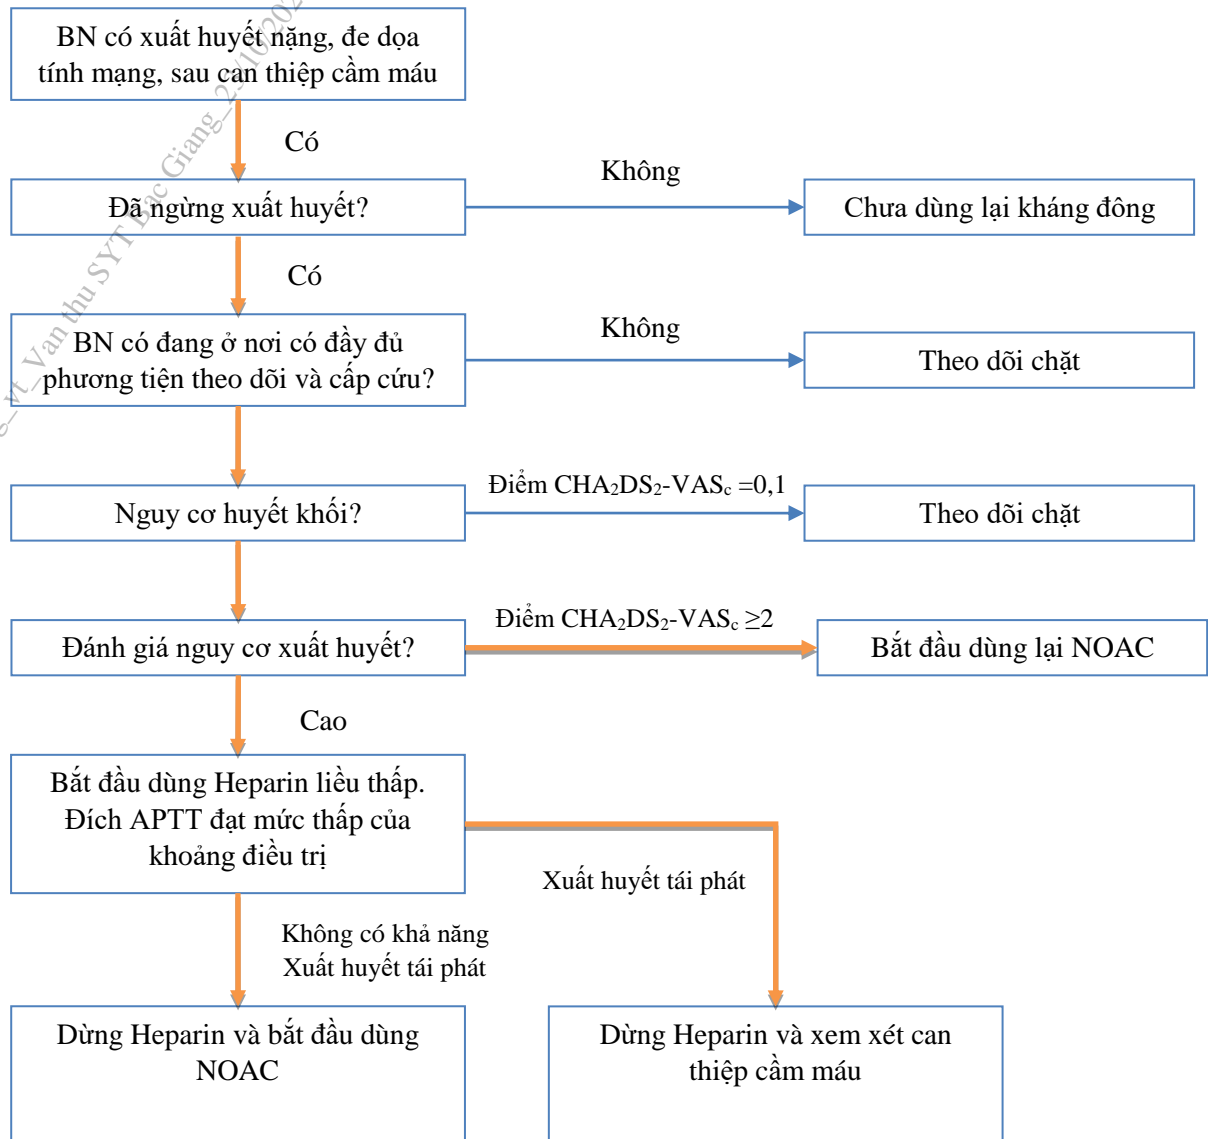 BN có xuất huyết nặng, đe dọa
tính mạng, sau can thiệp cầm máu
Có
Đã ngừng xuất huyết?
Không
Chưa dùng lại kháng đông
Có
BN có đang ở nơi có đầy đủ
phương tiện theo dõi và cấp cứu?
Không
Theo dõi chặt
Nguy cơ huyết khối?
Điểm CHA₂DS₂-VASc =0,1
Theo dõi chặt
Đánh giá nguy cơ xuất huyết?
Điểm CHA₂DS₂-VASc ≥2
Bắt đầu dùng lại NOAC
Cao
Bắt đầu dùng Heparin liều thấp.
Đích APTT đạt mức thấp của
khoảng điều trị
Xuất huyết tái phát
Không có khả năng
Xuất huyết tái phát
Dừng Heparin và bắt đầu dùng
NOAC
Dừng Heparin và xem xét can
thiệp cầm máu
vt_Van thu SYT Bac Giang